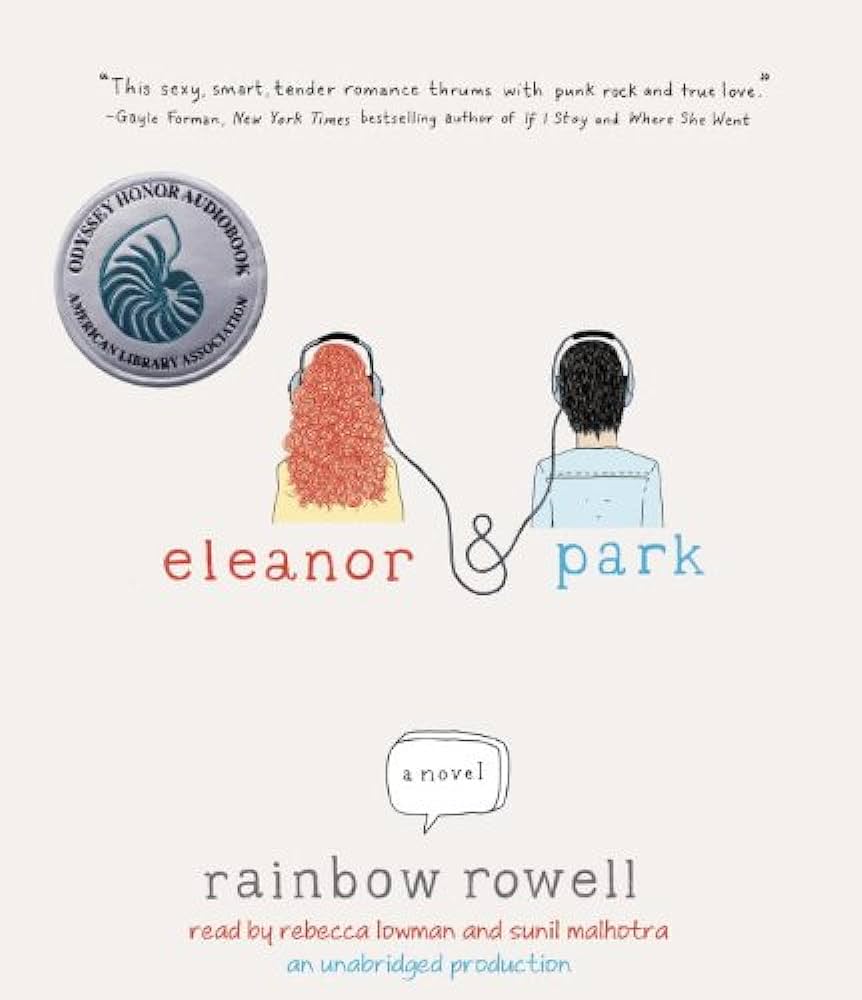 “This sexy, smart, tender romance thrums with punk rock and true love.”
-Gayle Forman, New York Times bestselling author of If I Stay and Where She Went
ODYSSEY HONOR AUDIOBOOK
AMERICAN LIBRARY ASSOCIATION
eleanor & park
a novel
rainbow rowell
read by rebecca lowman and sunil malhotra
an unabridged production